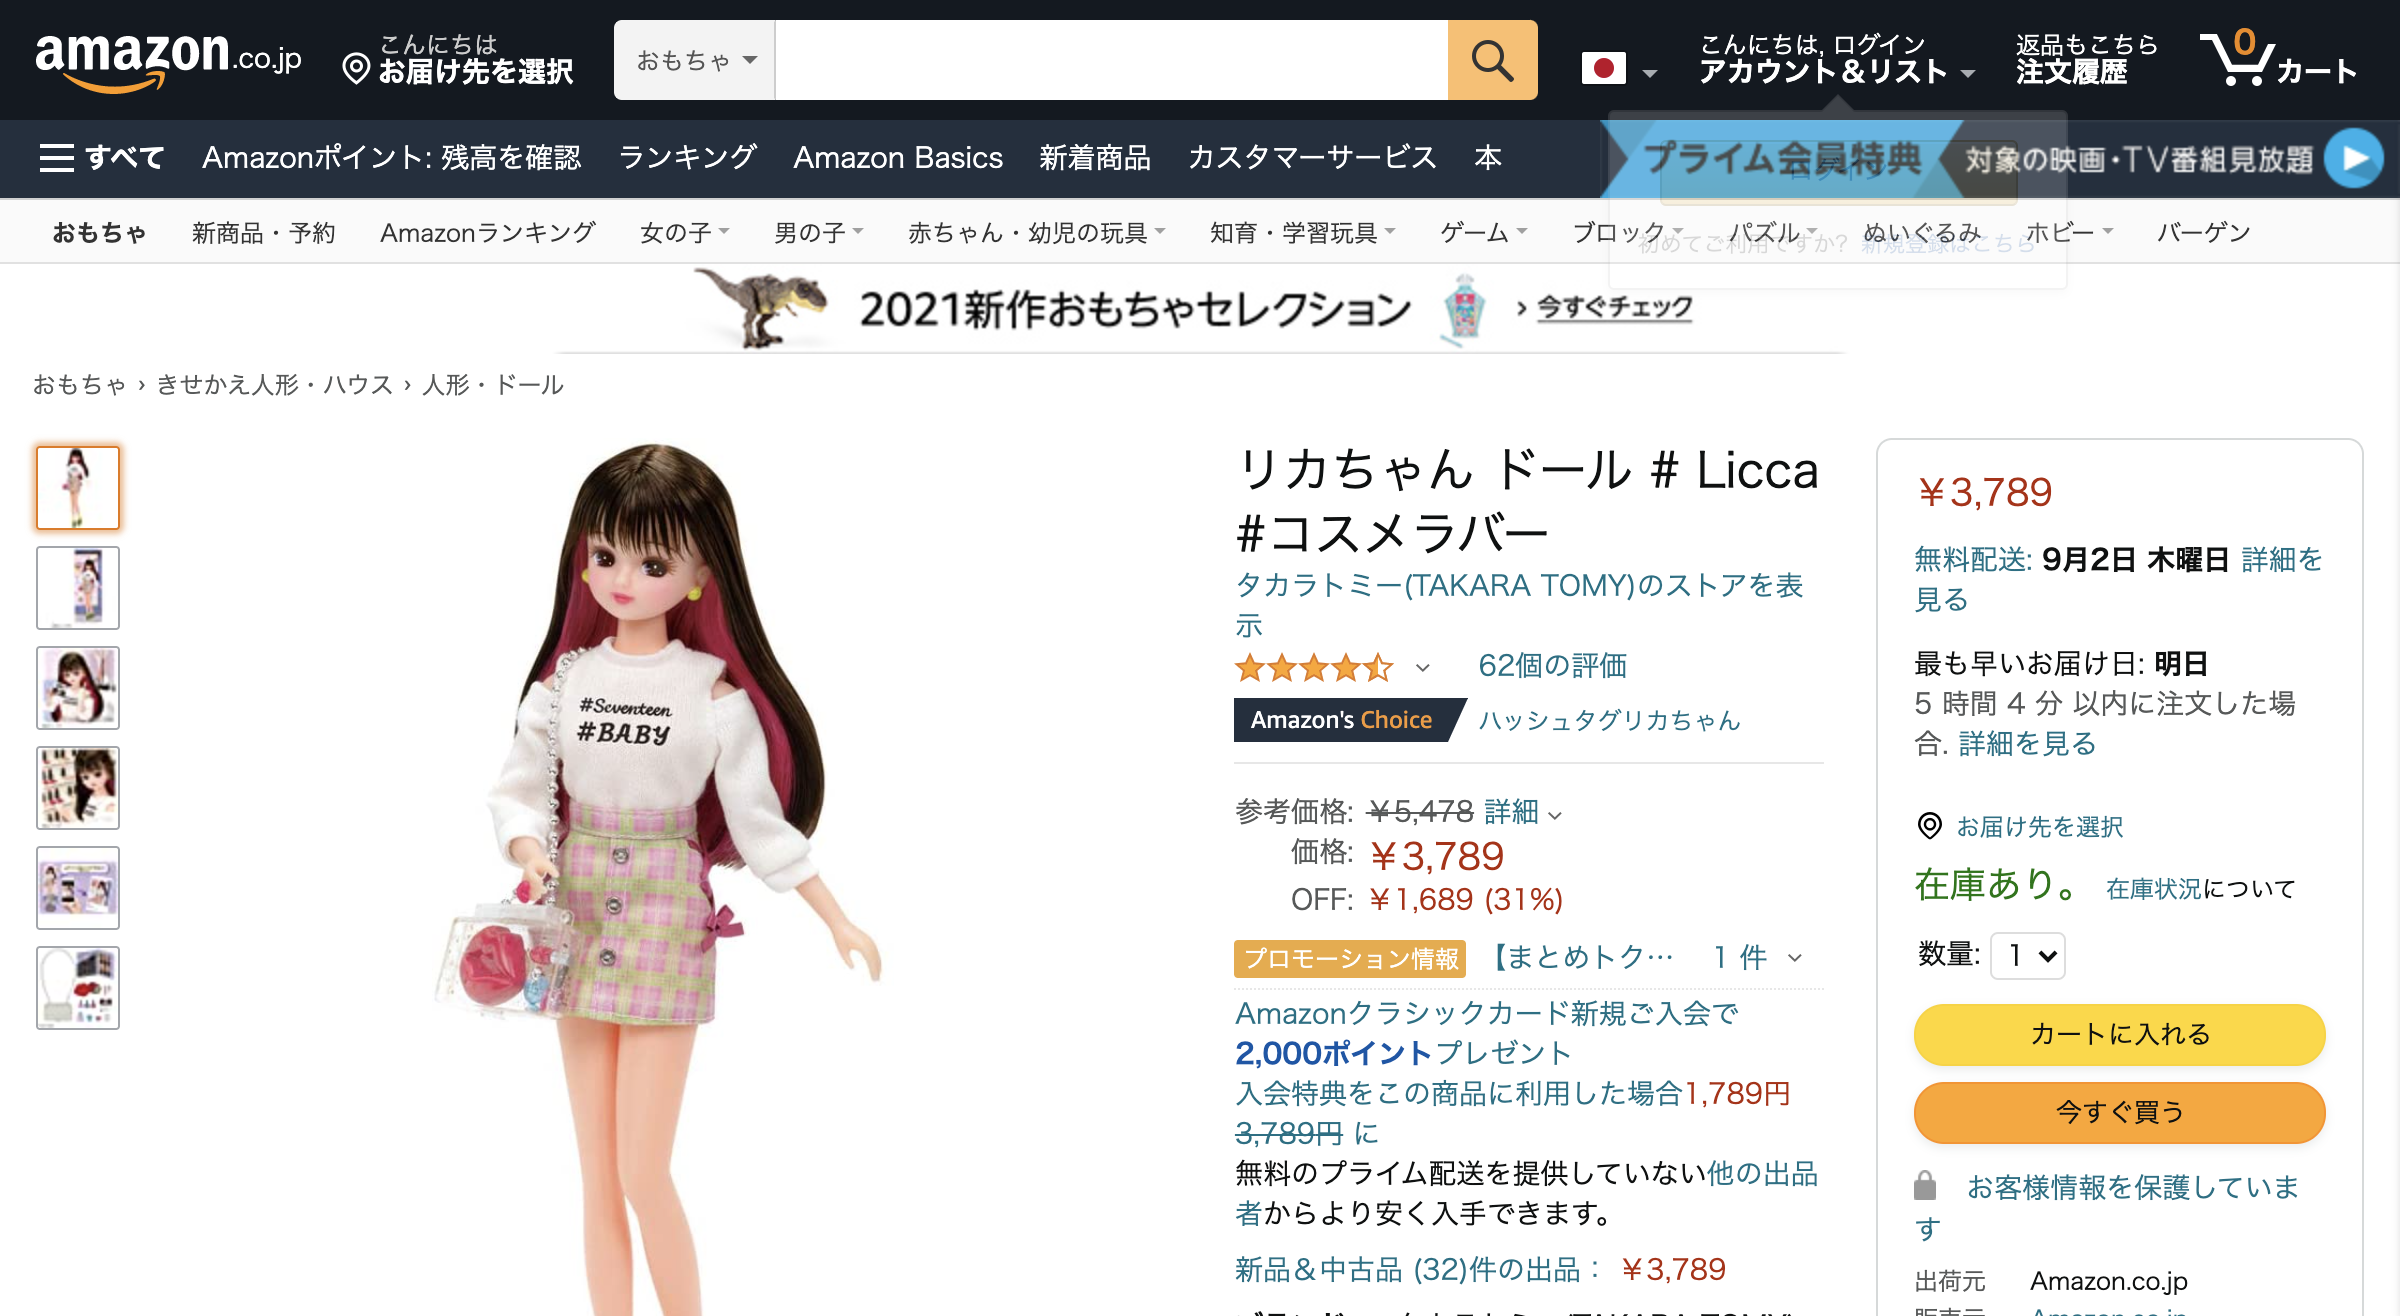 amazon.co.jp
こんにちは
お届け先を選択
おもちゃ
こんにちは, ログイン
アカウント＆リスト
返品もこちら
注文履歴
0
カート
すべて
Amazonポイント: 残高を確認
ランキング
Amazon Basics
新着商品
カスタマーサービス
本
プライム会員特典
対象の映画・TV番組見放題
ログイン
初めてご利用ですか? 新規登録はこちら
おもちゃ
新商品・予約
Amazonランキング
女の子
男の子
赤ちゃん・幼児の玩具
知育・学習玩具
ゲーム
ブロック
パズル
ぬいぐるみ
ホビー
バーゲン
2021新作おもちゃセレクション
› 今すぐチェック
おもちゃ › きせかえ人形・ハウス › 人形・ドール
#Seventeen
#BABY
リカちゃん ドール # Licca
#コスメラバー
タカラトミー(TAKARA TOMY)のストアを表
示
62個の評価
Amazon's Choice
ハッシュタグリカちゃん
参考価格: ￥5,478 詳細
価格: ￥3,789
OFF: ￥1,689 (31%)
プロモーション情報
【まとめトク… 1 件
Amazonクラシックカード新規ご入会で
2,000ポイントプレゼント
入会特典をこの商品に利用した場合1,789円
3,789円 に
無料のプライム配送を提供していない他の出品
者からより安く入手できます。
新品＆中古品 (32)件の出品： ￥3,789
￥3,789
無料配送: 9月2日 木曜日 詳細を
見る
最も早いお届け日: 明日
5 時間 4 分 以内に注文した場
合. 詳細を見る
お届け先を選択
在庫あり。 在庫状況について
数量: 1
カートに入れる
今すぐ買う
お客様情報を保護していま
す
出荷元 Amazon.co.jp